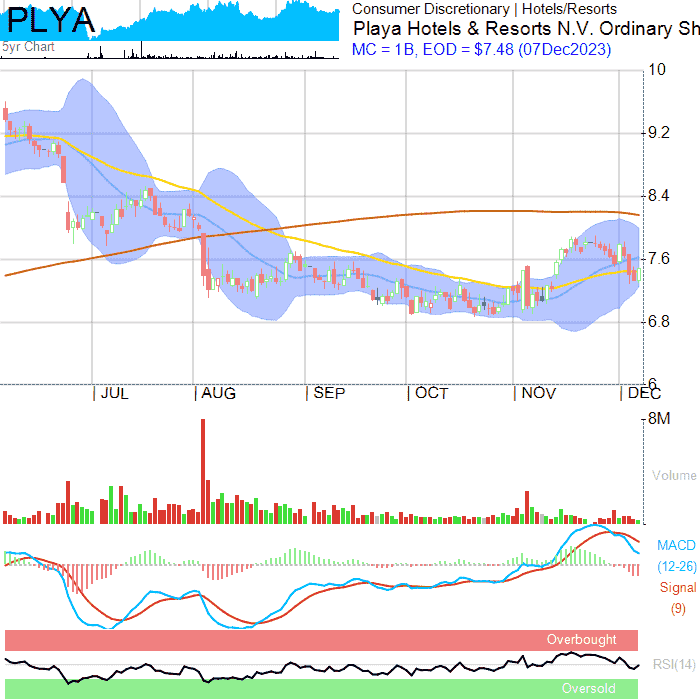 PLYA
5yr Chart
Consumer Discretionary | Hotels/Resorts
Playa Hotels & Resorts N.V. Ordinary Sh
MC = 1B, EOD = $7.48 (07Dec2023)
10
9.2
8.4
7.6
6.8
6
JUL AUG SEP OCT NOV DEC
8M
Volume
MACD
(12-26)
Signal
(9)
Overbought
RSI(14)
Oversold